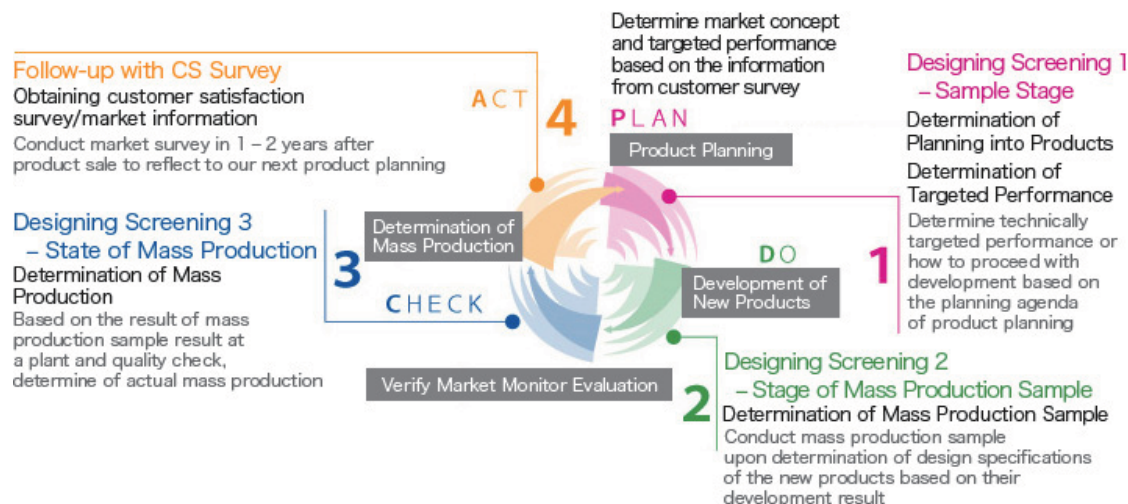 Determine market concept
and targeted performance
based on the information
from customer survey
PLAN
Product Planning
1
Designing Screening 1
– Sample Stage
Determination of
Planning into Products
Determination of
Targeted Performance
Determine technically
targeted performance or
how to proceed with
development based on
the planning agenda
of product planning
DO
Development of
New Products
2
Designing Screening 2
– Stage of Mass Production Sample
Determination of Mass Production Sample
Conduct mass production sample
upon determination of design specifications
of the new products based on their
development result
CHECK
Verify Market Monitor Evaluation
3
Designing Screening 3
– State of Mass Production
Determination of Mass
Production
Based on the result of mass
production sample result at
a plant and quality check,
determine of actual mass production
ACT
Determination of
Mass Production
4
Follow-up with CS Survey
Obtaining customer satisfaction
survey/market information
Conduct market survey in 1 – 2 years after
product sale to reflect to our next product planning